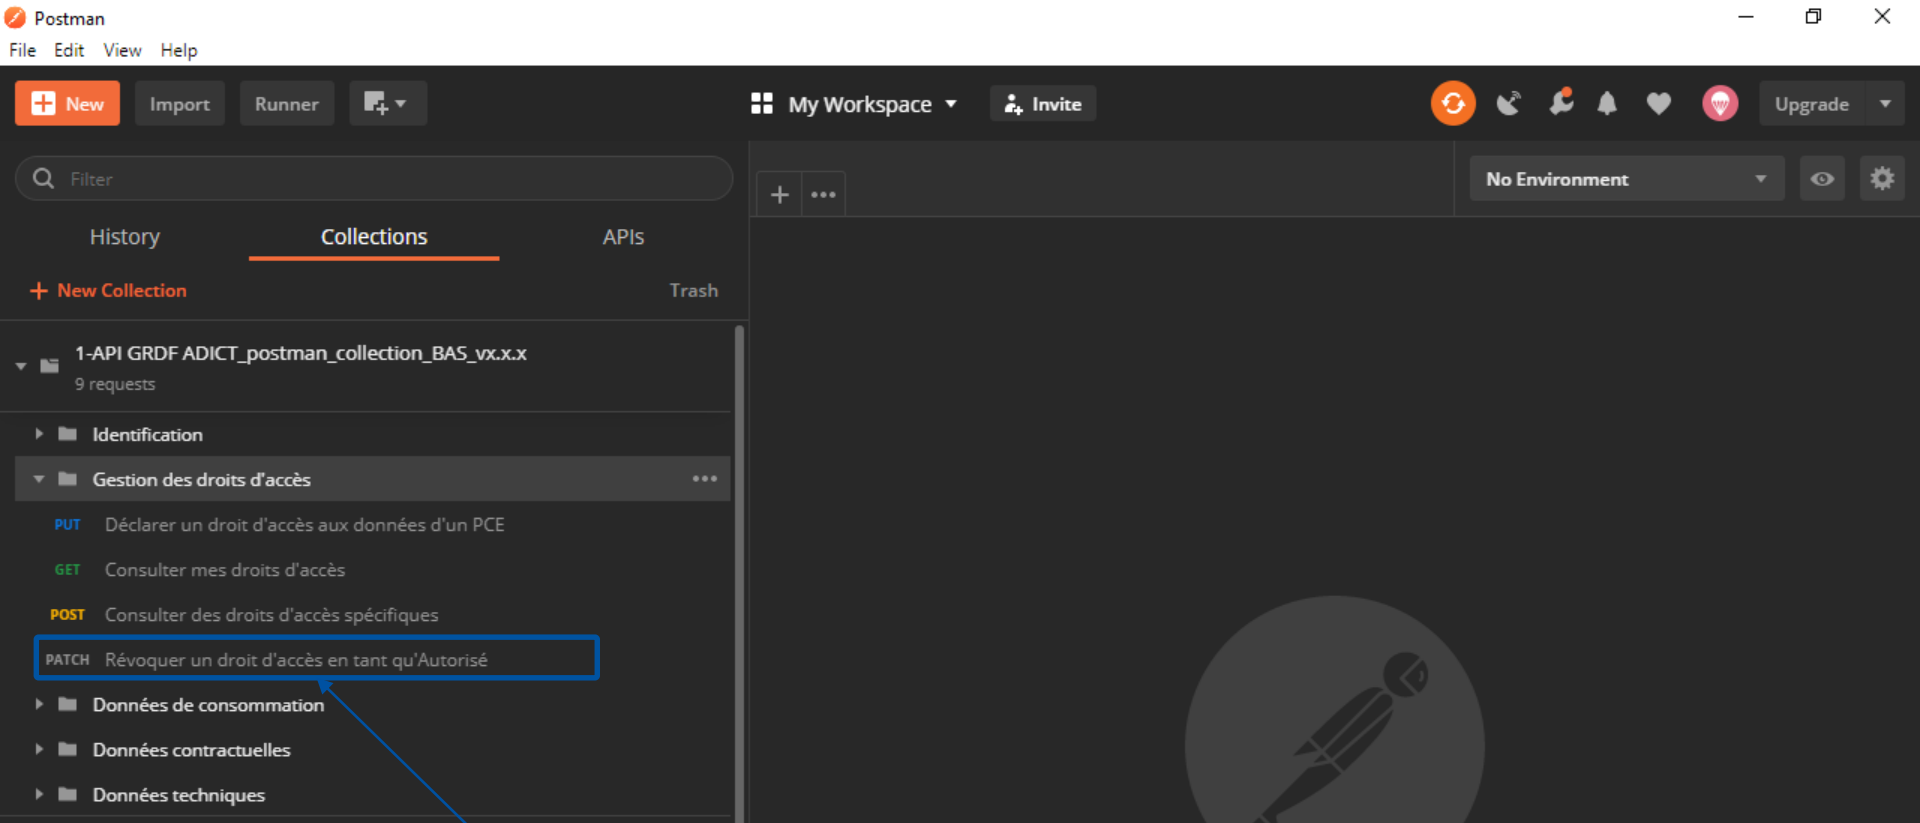 Postman
File Edit View Help
New Import Runner My Workspace Invite Upgrade
Filter
No Environment
History Collections APIs
New Collection Trash
1-API GRDF ADICT_postman_collection_BAS_vx.x.x
9 requests
Identification
Gestion des droits d'accès
PUT Déclarer un droit d'accès aux données d'un PCE
GET Consulter mes droits d'accès
POST Consulter des droits d'accès spécifiques
PATCH Révoquer un droit d'accès en tant qu'Autorisé
Données de consommation
Données contractuelles
Données techniques